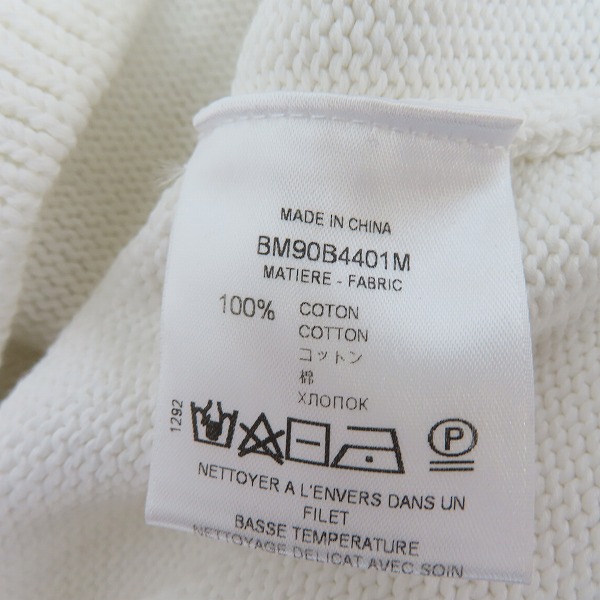 MADE IN CHINA
BM90B4401M
MATIERE - FABRIC
100% COTON
COTTON
コットン
棉
ХЛОПОК
1292
P
NETTOYER A L'ENVERS DANS UN
FILET
BASSE TEMPERATURE
NETTOYAGE DELICAT AVEC SOIN